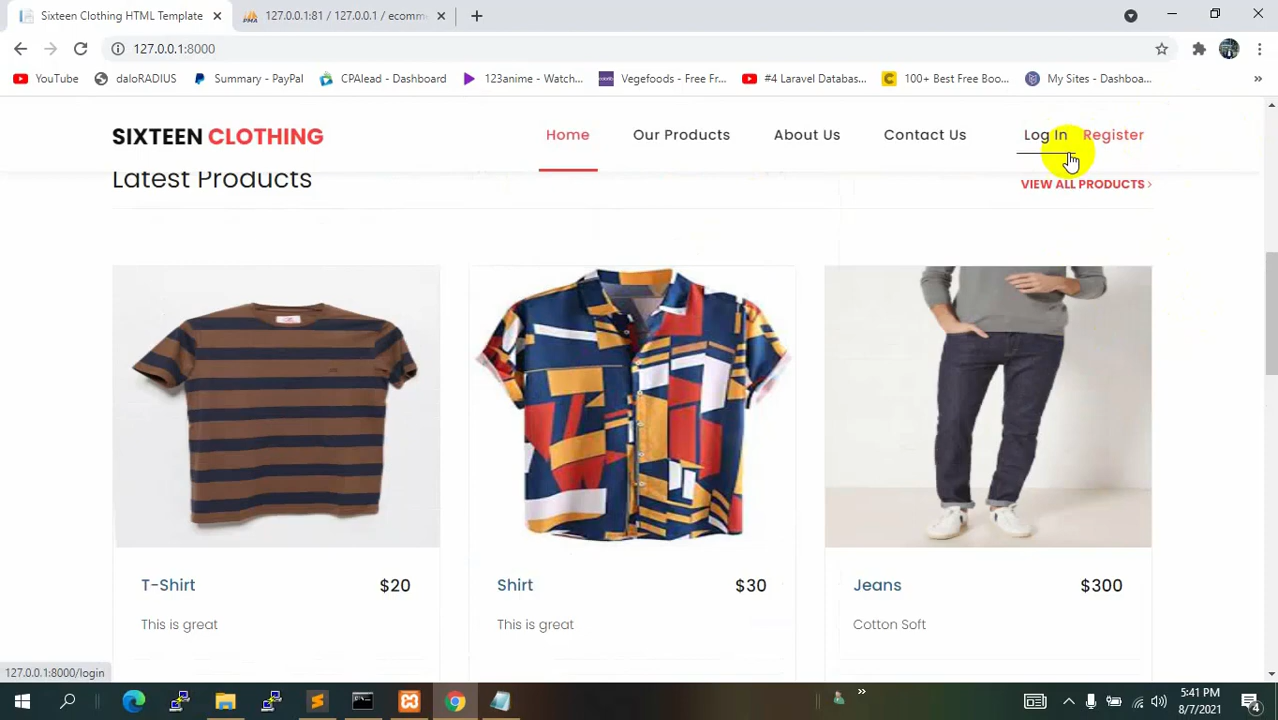 Sixteen Clothing HTML Template
127.0.0.1:81 / 127.0.0.1 / ecomm
127.0.0.1:8000
YouTube
daloRADIUS
Summary - PayPal
CPAlead - Dashboard
123anime - Watch...
Vegefoods - Free Fr...
#4 Laravel Databas...
100+ Best Free Boo...
My Sites - Dashboa...
»
SIXTEEN CLOTHING
Home
Our Products
About Us
Contact Us
Log In
Register
Latest Products
VIEW ALL PRODUCTS >
T-Shirt $20
Shirt $30
Jeans $300
This is great
This is great
Cotton Soft
127.0.0.1:8000/login
5:41 PM
8/7/2021
4